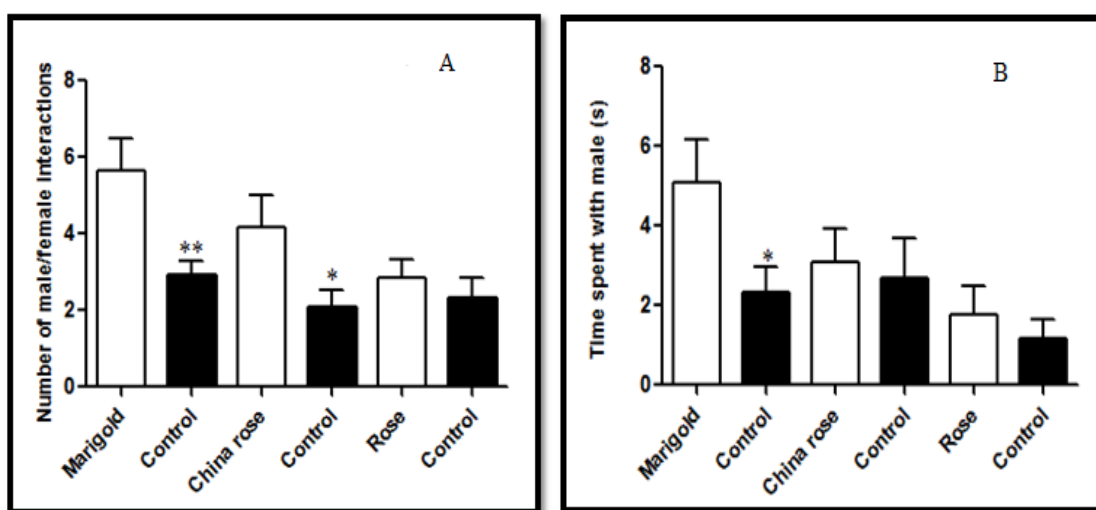 A
Number of male/female Interactions
8
6
4
2
0
**
*
Marigold
Control
China rose
Control
Rose
Control
B
Time spent with male (s)
8
6
4
2
0
*
Marigold
Control
China rose
Control
Rose
Control